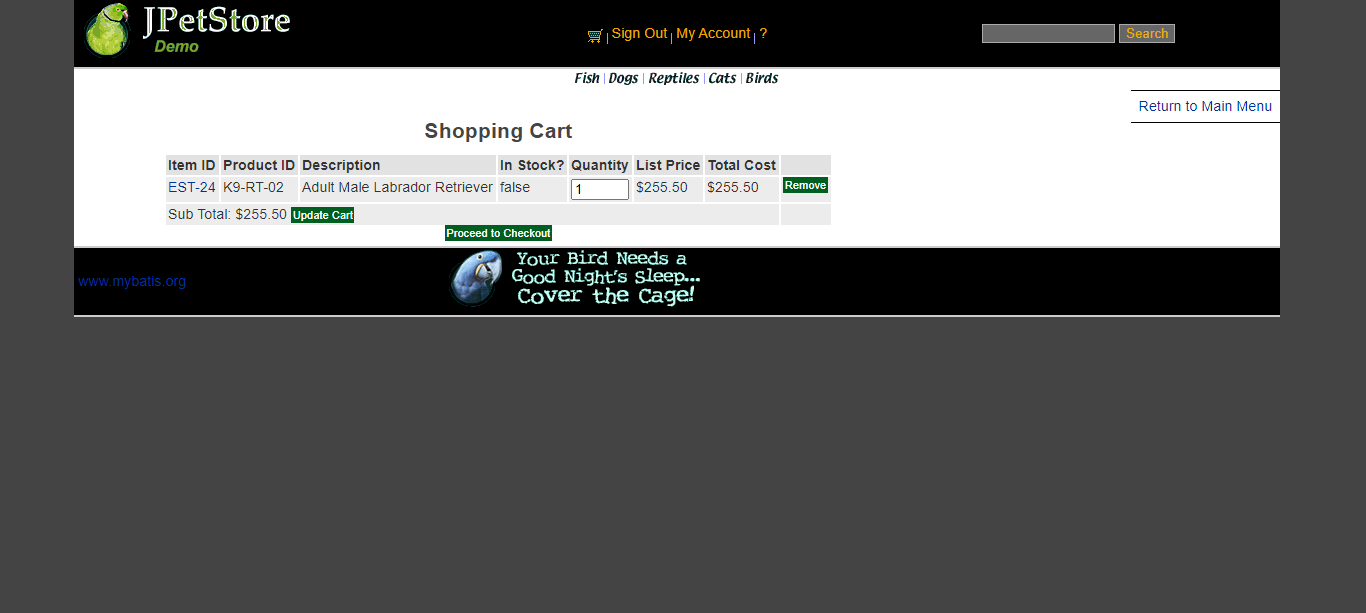 JPetStore
Demo
Sign Out | My Account | ?
Search
Fish | Dogs | Reptiles | Cats | Birds
Return to Main Menu
Shopping Cart
Item ID Product ID Description In Stock? Quantity List Price Total Cost
EST-24 K9-RT-02 Adult Male Labrador Retriever false 1 $255.50 $255.50 Remove
Sub Total: $255.50 Update Cart
Proceed to Checkout
www.mybatis.org
Your Bird Needs a
Good Night's Sleep...
Cover the Cage!